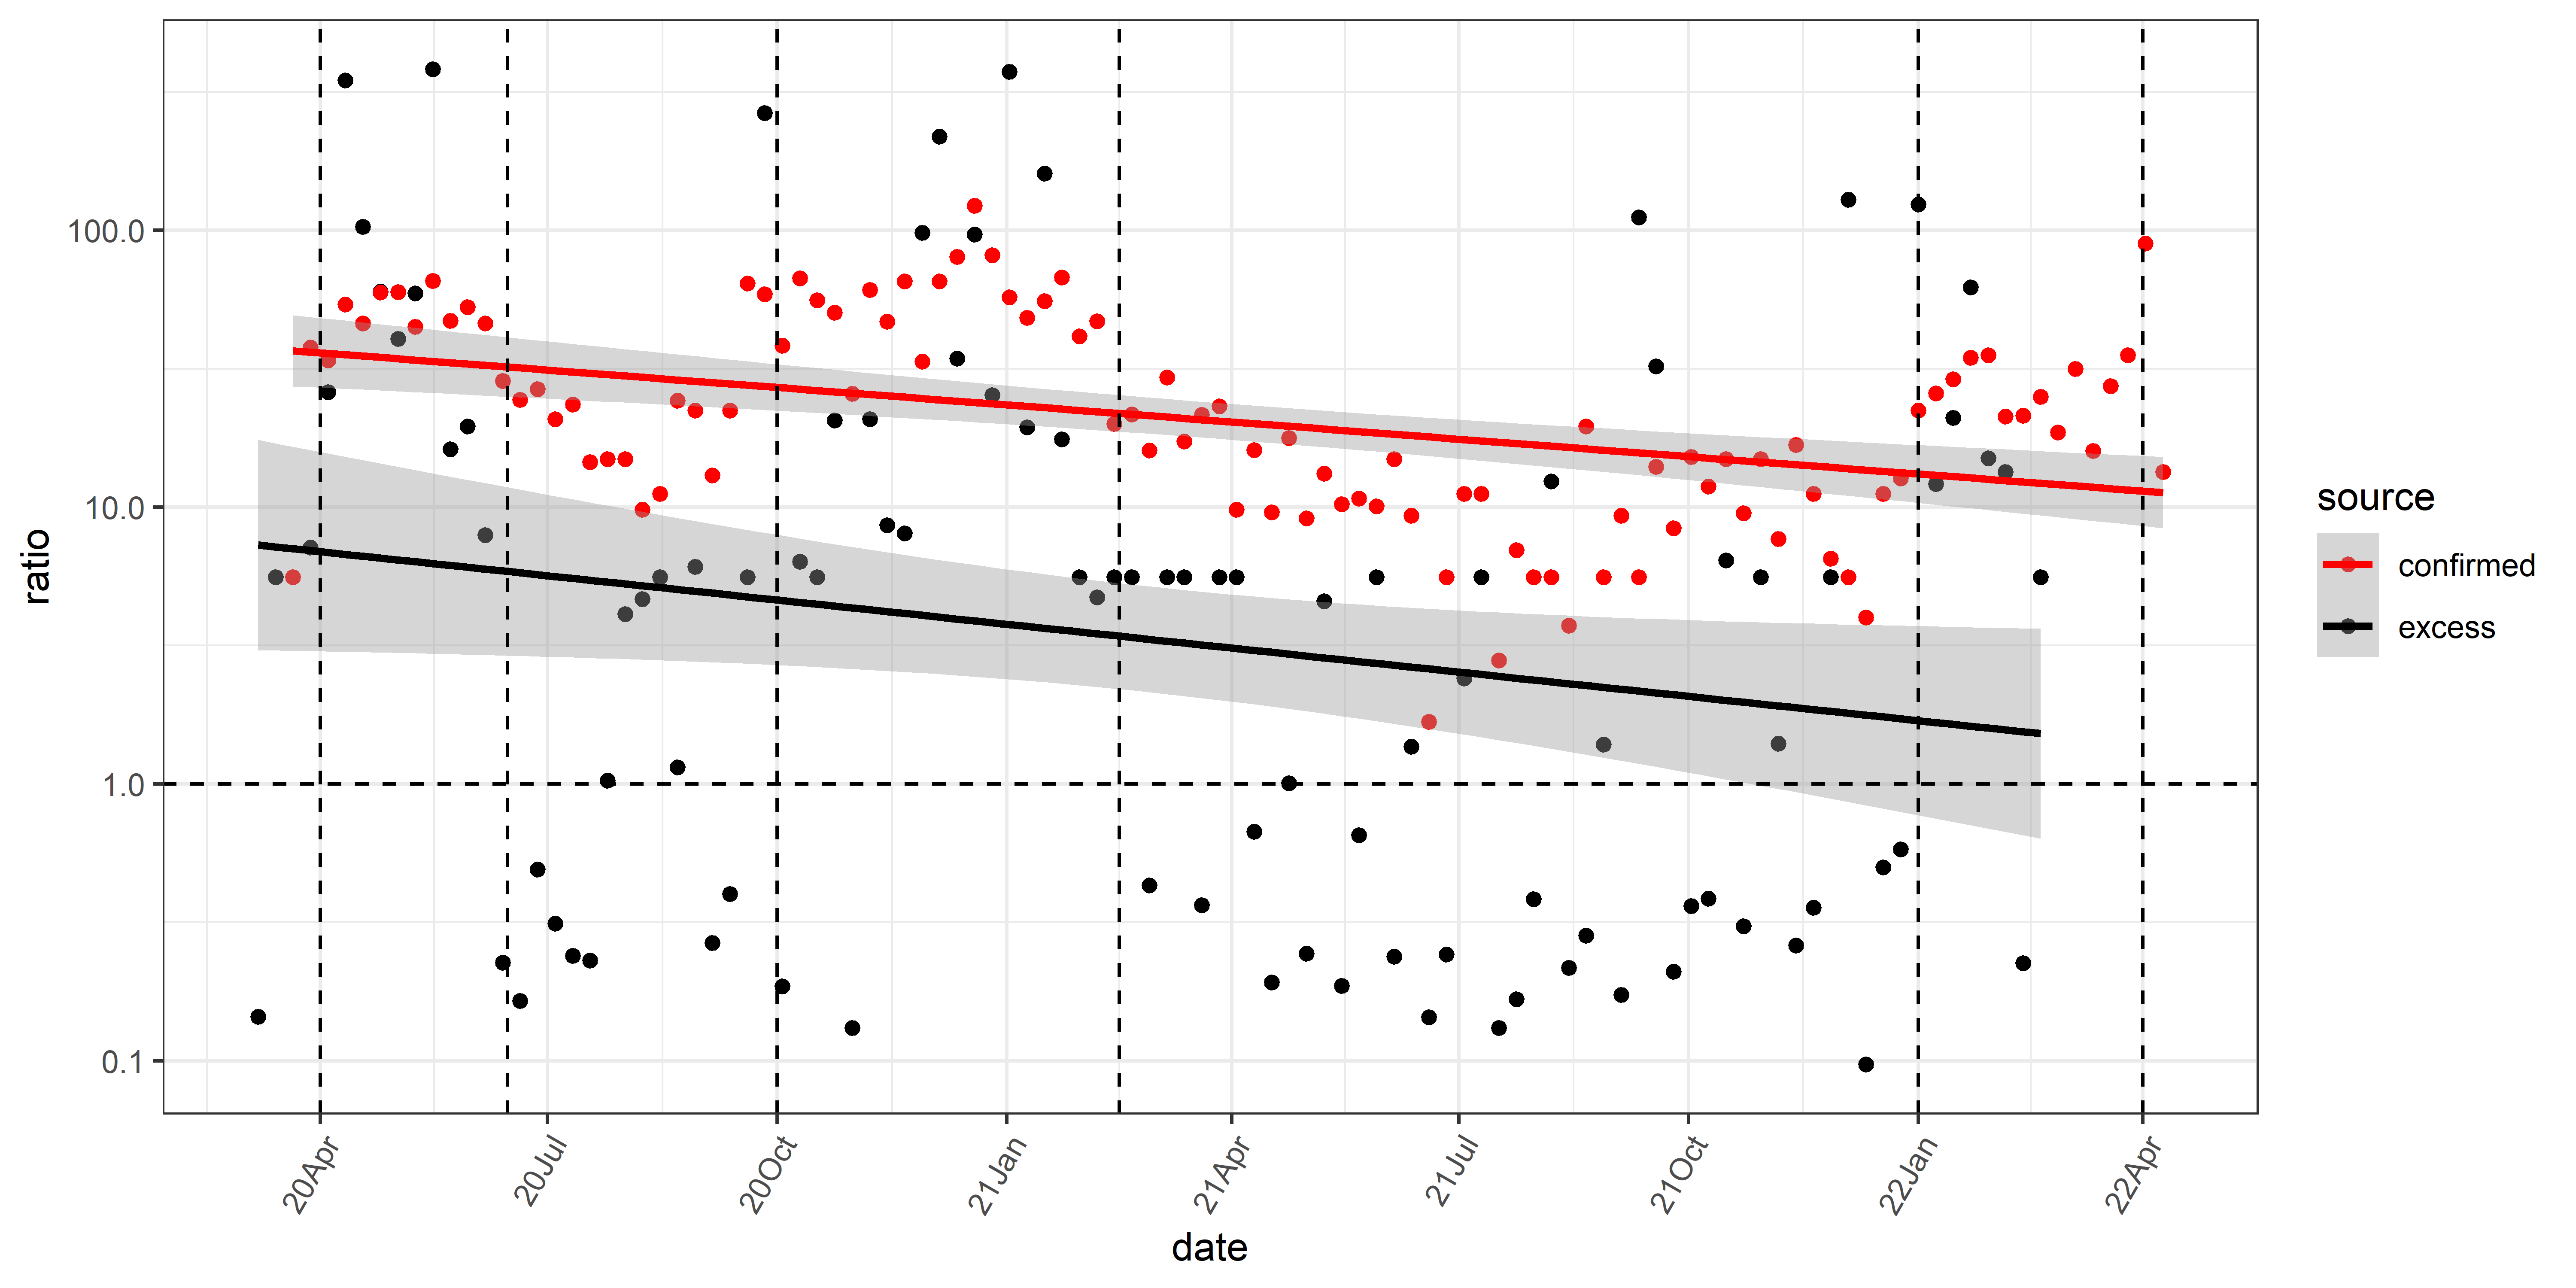 ratio
100.0
10.0
1.0
0.1
20Apr
20Jul
20Oct
21Jan
21Apr
21Jul
21Oct
22Jan
22Apr
date
source
confirmed
excess